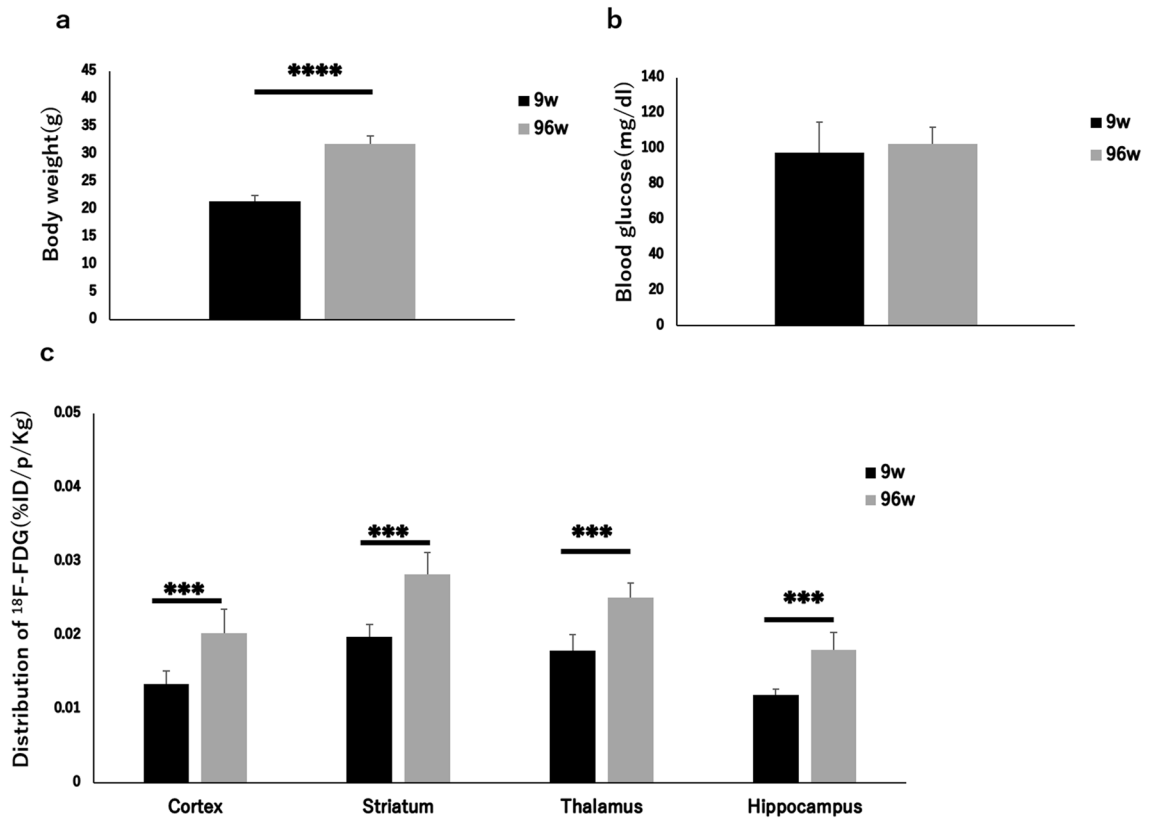 a
b
45
40
35
30
25
20
15
10
5
0
Body weight(g)
****
9w
96w
140
120
100
80
60
40
20
0
Blood glucose(mg/dl)
9w
96w
c
0.05
0.04
0.03
0.02
0.01
0
Distribution of ¹⁸F-FDG(%ID/p/Kg)
9w
96w
***
***
***
***
Cortex
Striatum
Thalamus
Hippocampus